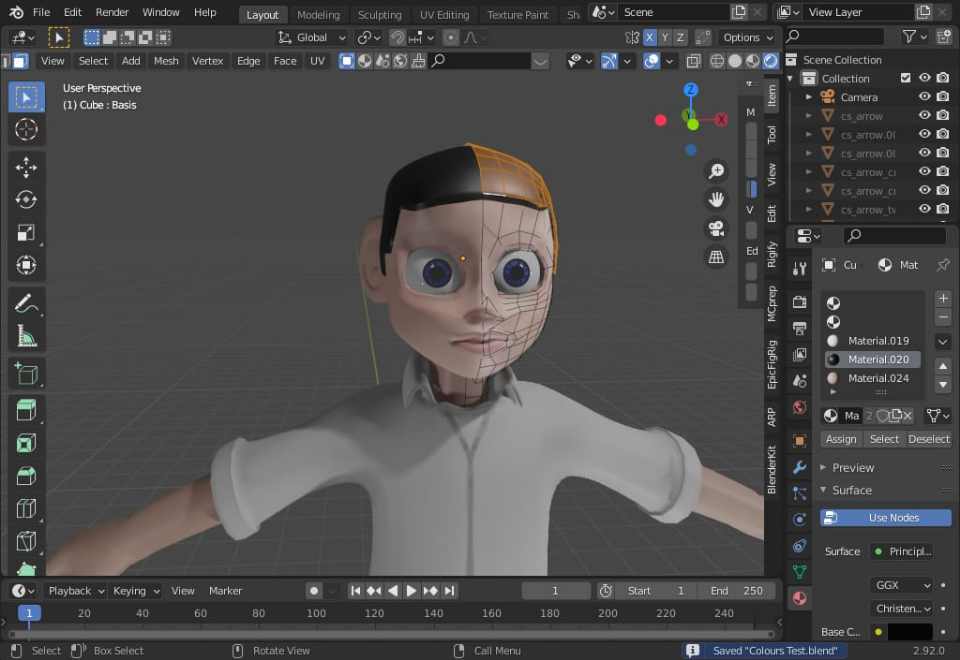 File Edit Render Window Help Layout Modeling Sculpting UV Editing Texture Paint Sh Scene View Layer
Global X Y Z Options
View Select Add Mesh Vertex Edge Face UV
Scene Collection
Collection
Camera
cs_arrow
cs_arrow.0(
cs_arrow.0(
cs_arrow_c
cs_arrow_c
cs_arrow_tv
User Perspective
(1) Cube : Basis
Z
Y
X
M
V
Ed
Item
Tool
View
Edit
Rigify
MCprep
EpicFigRig
ARP
BlenderKit
Cu Mat
Material.019
Material.020
Material.024
Ma 2
Assign Select Deselect
Preview
Surface
Use Nodes
Surface Principl...
GGX
Christen...
Base C...
Playback Keying View Marker 1 Start 1 End 250
1 20 40 60 80 100 120 140 160 180 200 220 240
Select Box Select Rotate View Call Menu Saved "Colours Test.blend" 2.92.0